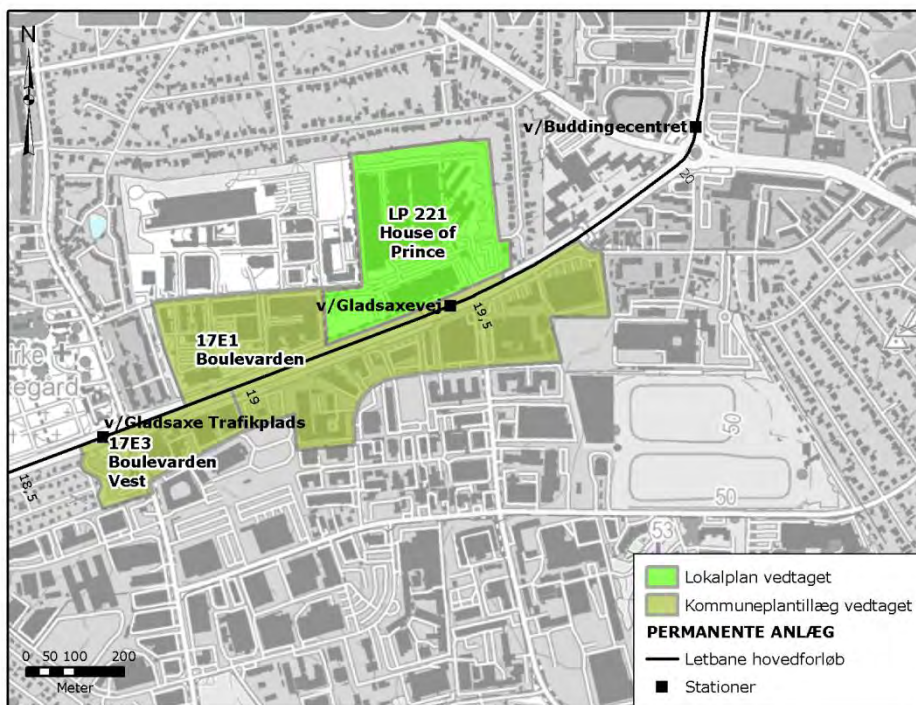 N
v/Buddingecentret
20
LP 221
House of
Prince
v/Gladsaxevej
19,5
17E1
Boulevarden
19
v/Gladsaxe Trafikplads
17E3
Boulevarden
Vest
18,5
50
50
53
Lokalplan vedtaget
Kommuneplantillæg vedtaget
PERMANENTE ANLÆG
Letbane hovedforløb
Stationer
0 50 100 200
Meter